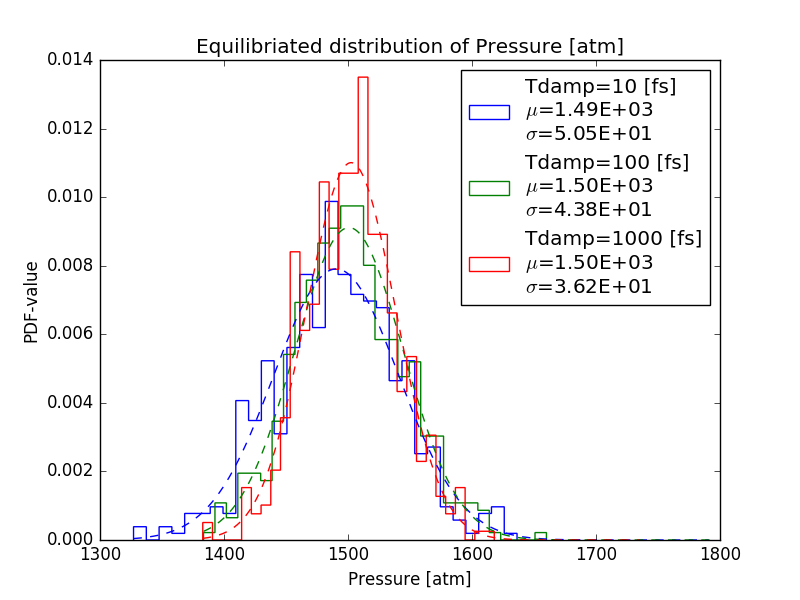 Equilibriated distribution of Pressure [atm]
0.014
0.012
0.010
0.008
0.006
0.004
0.002
0.000
PDF-value
Tdamp=10 [fs]
μ=1.49E+03
σ=5.05E+01
Tdamp=100 [fs]
μ=1.50E+03
σ=4.38E+01
Tdamp=1000 [fs]
μ=1.50E+03
σ=3.62E+01
1300 1400 1500 1600 1700 1800
Pressure [atm]